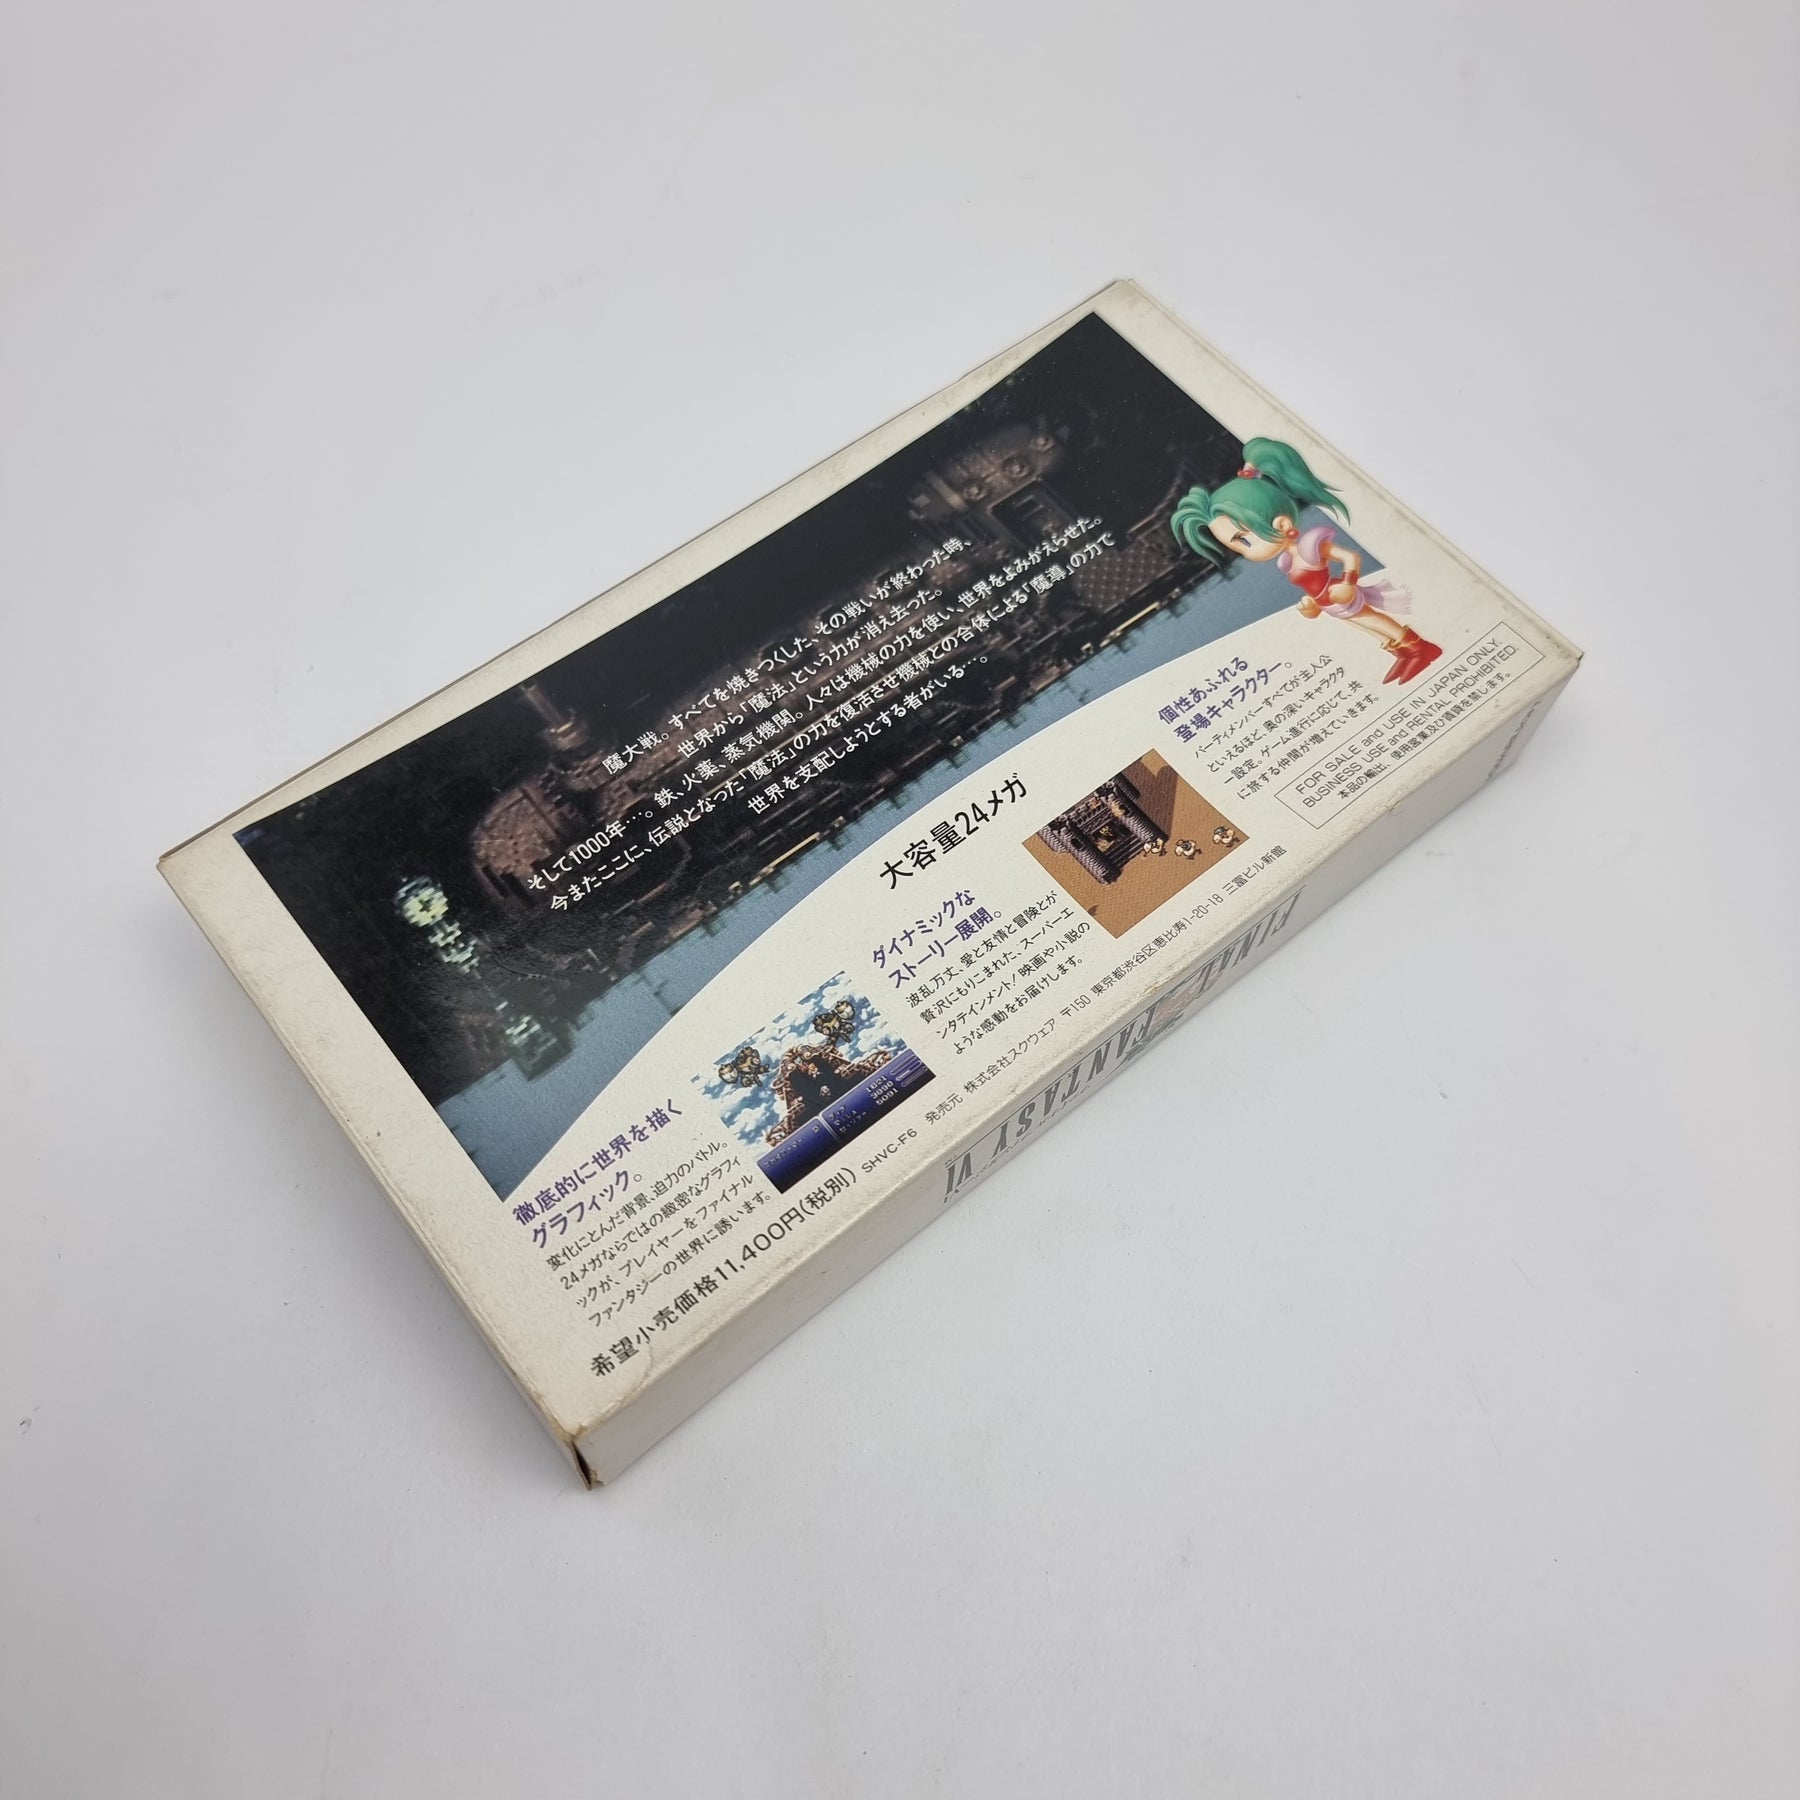 魔大戦。すべてを焼きつくした、その戦いが終わった時、
世界から「魔法」という力が消え去った。
そして1000年…。鉄、火薬、蒸気機関。人々は機械の力を使い、世界をよみがえらせた。
今またここに、伝説となった「魔法」の力を復活させ機械との合体による「魔導」の力で
世界を支配しようとする者がいる…。
大容量24メガ
徹底的に世界を描く
グラフィック。
変化にとんだ背景、迫力のバトル。
24メガならではの緻密なグラフィ
ックが、プレイヤーをファイナル
ファンタジーの世界に誘います。
ダイナミックな
ストーリー展開。
波乱万丈、愛と友情と冒険とが
贅沢にもりこまれた、スーパーエ
ンタテインメント！映画や小説の
ような感動をお届けします。
個性あふれる
登場キャラクター。
パーティメンバーすべてが主人公
といえるほど、奥の深いキャラクタ
ー設定。ゲーム進行に応じて、共
に旅する仲間が増えていきます。
FOR SALE and USE IN JAPAN ONLY.
BUSINESS USE and RENTAL PROHIBITED.
本品の輸出、使用営業及び賃貸を禁じます。
希望小売価格11,400円(税別) SHVC-F6 発売元 株式会社スクウェア 〒150 東京都渋谷区恵比寿1-20-18 三富ビル新館
FINAL FANTASY VI